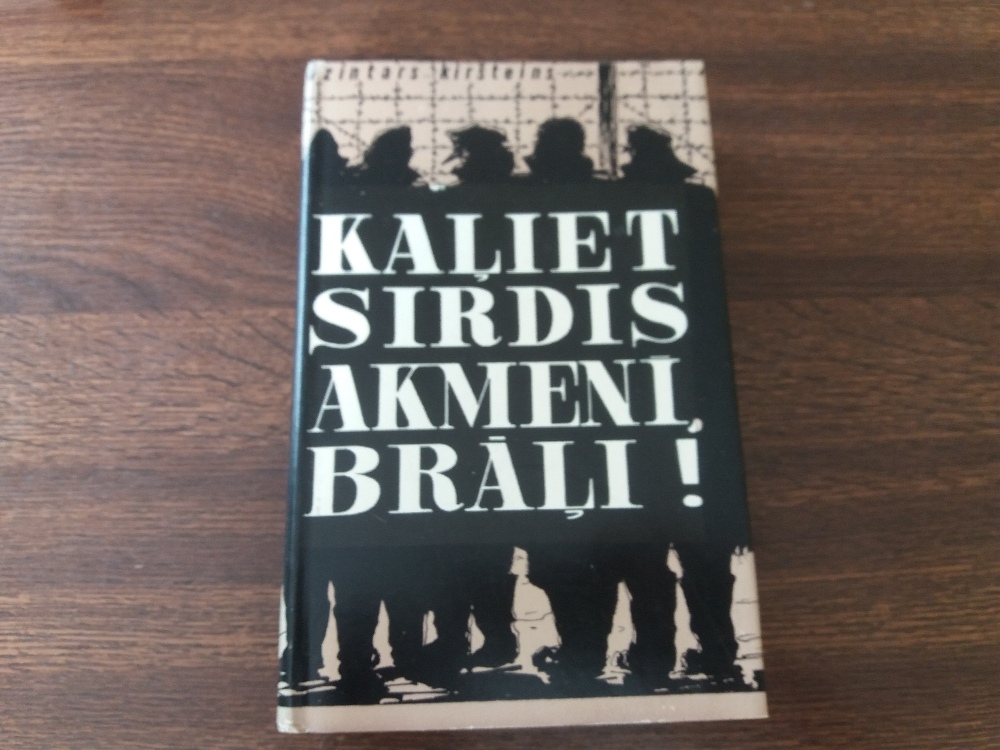 zintars kiršteins
KAĻIET
SIRDIS
AKMENĪ,
BRĀĻI!